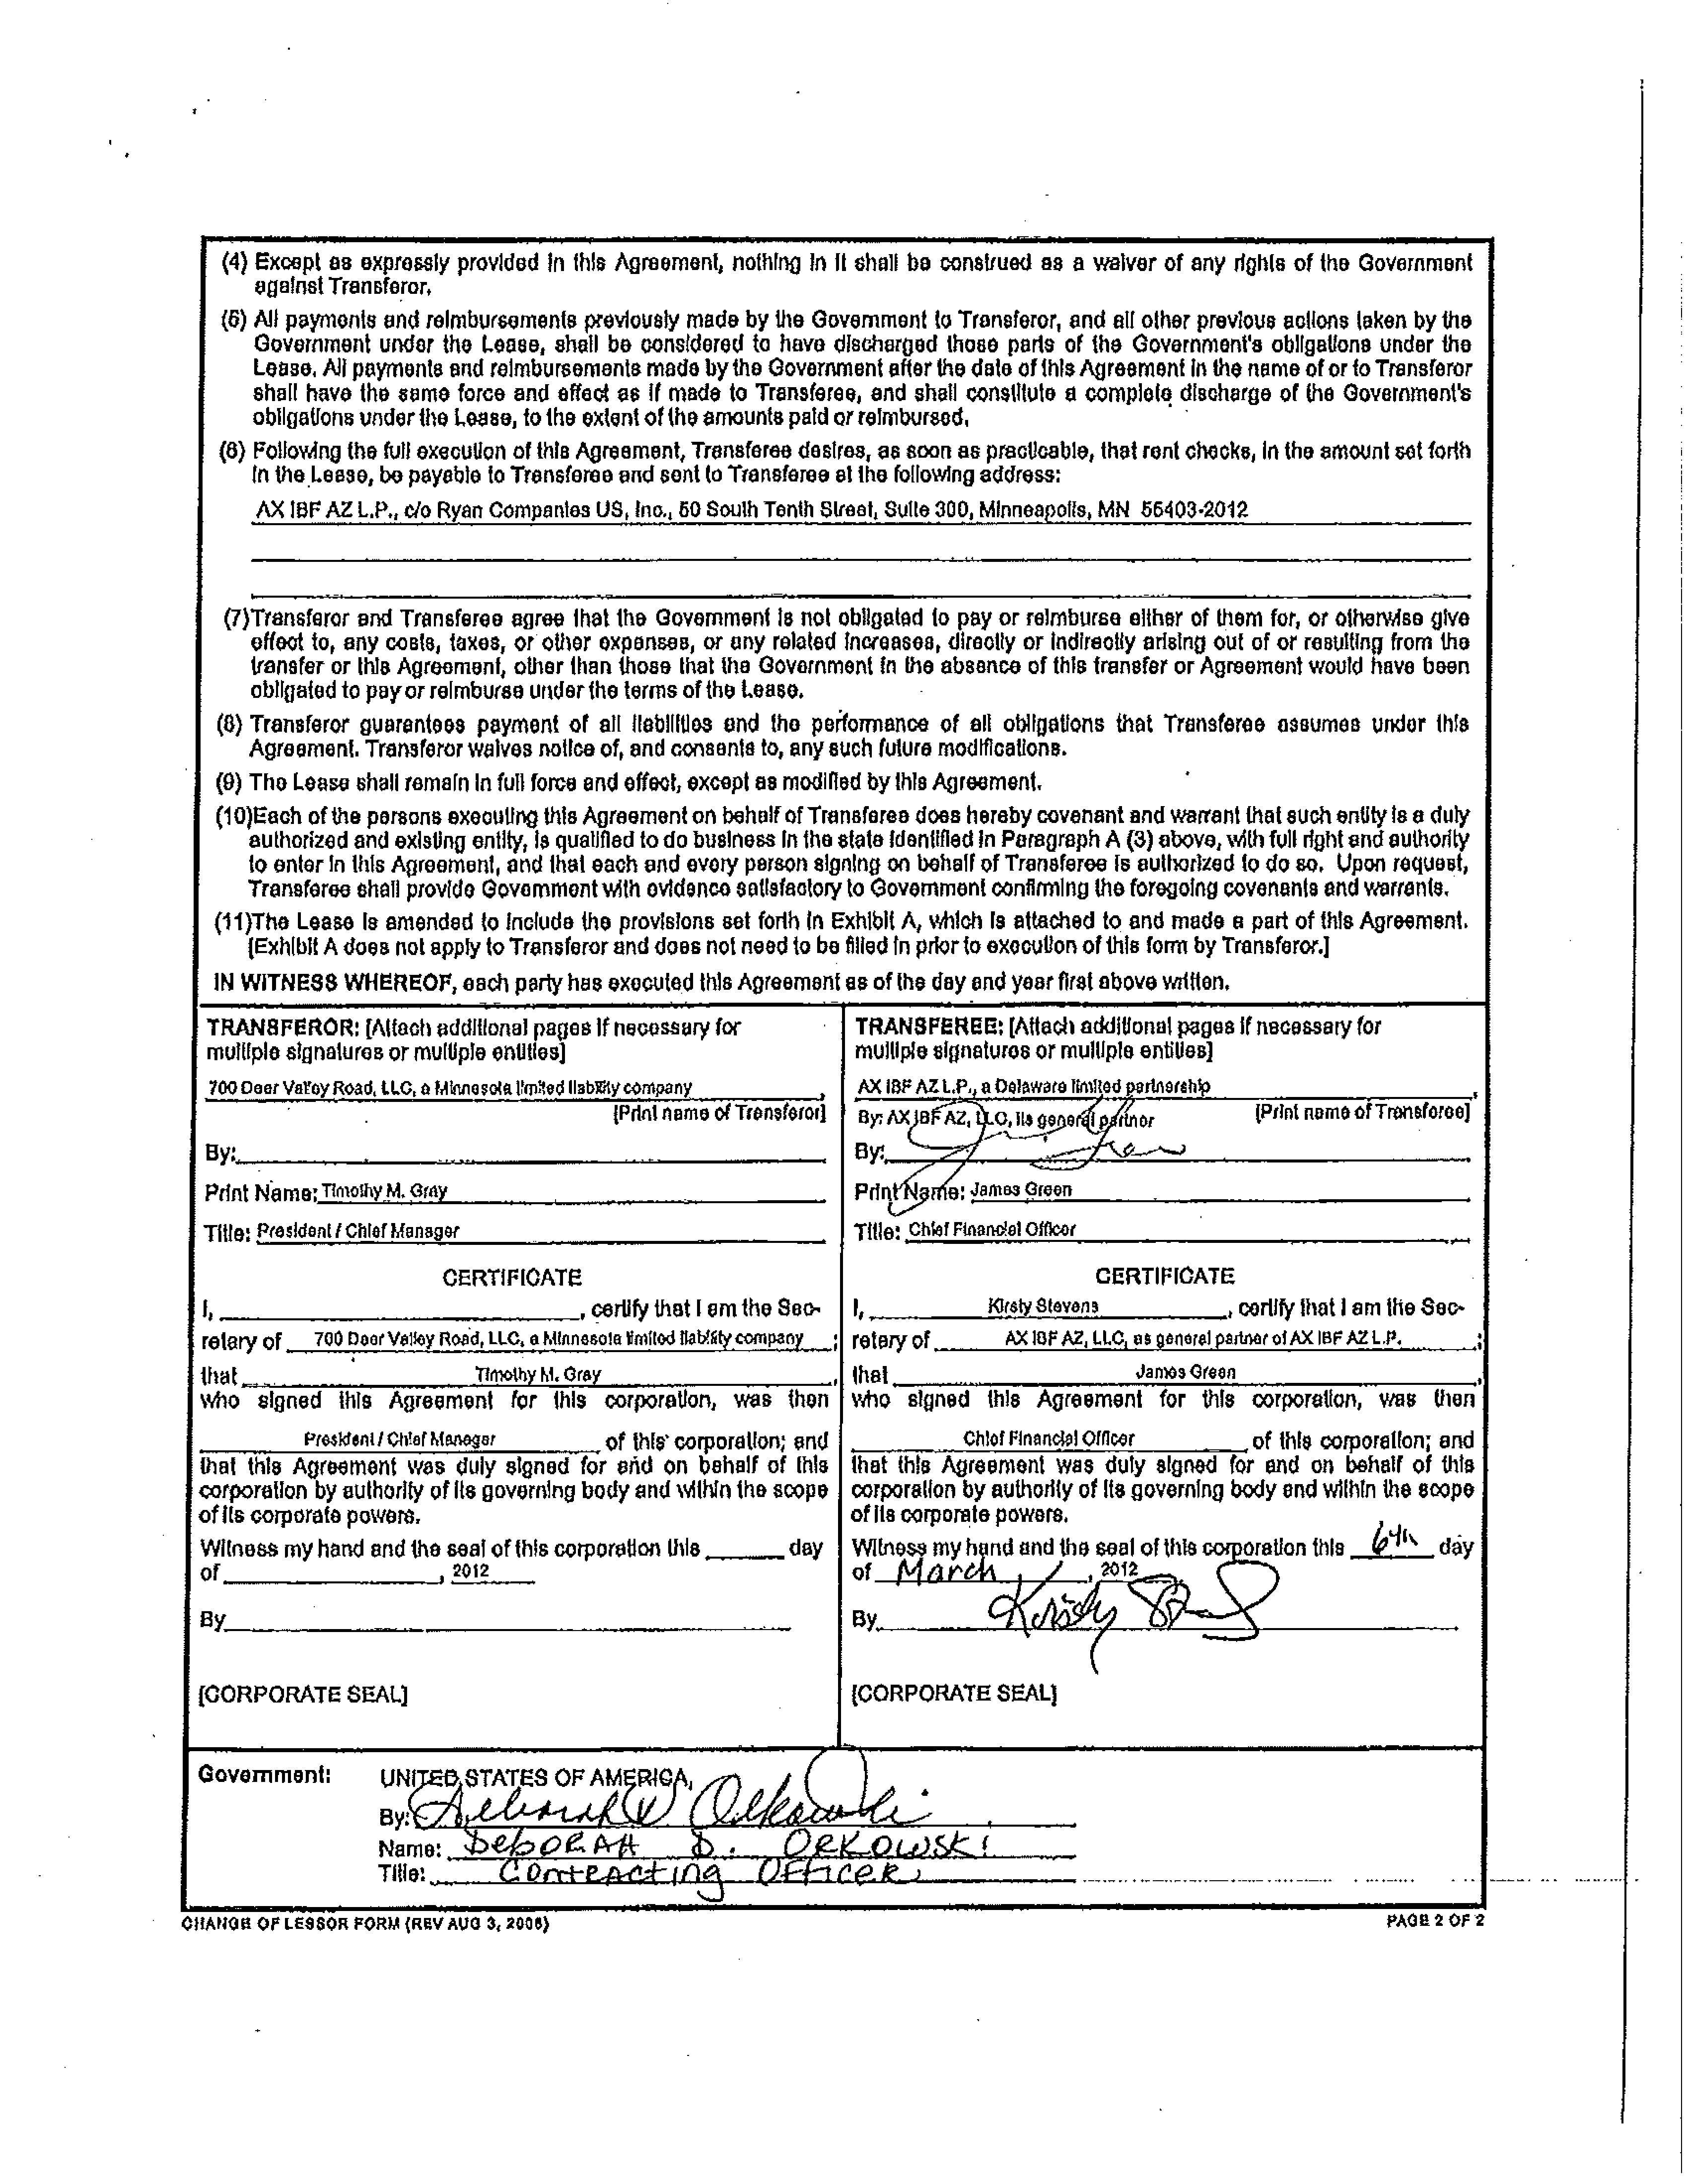 (4) Except as expressly provided in this Agreement, nothing in it shall be construed as a waiver of any rights of the Government
against Transferor.
(5) All payments and reimbursements previously made by the Government to Transferor, and all other previous actions taken by the
Government under the Lease, shall be considered to have discharged those parts of the Government's obligations under the
Lease. All payments and reimbursements made by the Government after the date of this Agreement in the name of or to Transferor
shall have the same force and effect as if made to Transferee, and shall constitute a complete discharge of the Government's
obligations under the Lease, to the extent of the amounts paid or reimbursed.
(6) Following the full execution of this Agreement, Transferee desires, as soon as practicable, that rent checks, in the amount set forth
in the Lease, be payable to Transferee and sent to Transferee at the following address:
AX IBF AZ L.P., c/o Ryan Companies US, Inc., 50 South Tenth Street, Suite 300, Minneapolis, MN 55403-2012
(7)Transferor and Transferee agree that the Government is not obligated to pay or reimburse either of them for, or otherwise give
effect to, any costs, taxes, or other expenses, or any related increases, directly or indirectly arising out of or resulting from the
transfer or this Agreement, other than those that the Government in the absence of this transfer or Agreement would have been
obligated to pay or reimburse under the terms of the Lease.
(8) Transferor guarantees payment of all liabilities and the performance of all obligations that Transferee assumes under this
Agreement. Transferor waives notice of, and consents to, any such future modifications.
(9) The Lease shall remain in full force and effect, except as modified by this Agreement.
(10)Each of the persons executing this Agreement on behalf of Transferee does hereby covenant and warrant that such entity is a duly
authorized and existing entity, is qualified to do business in the state identified in Paragraph A (3) above, with full right and authority
to enter in this Agreement, and that each and every person signing on behalf of Transferee is authorized to do so. Upon request,
Transferee shall provide Government with evidence satisfactory to Government confirming the foregoing covenants and warrants.
(11)The Lease is amended to include the provisions set forth in Exhibit A, which is attached to and made a part of this Agreement.
[Exhibit A does not apply to Transferor and does not need to be filled in prior to execution of this form by Transferor.]
IN WITNESS WHEREOF, each party has executed this Agreement as of the day and year first above written.
TRANSFEROR: [Attach additional pages if necessary for
multiple signatures or multiple entities]
700 Deer Valley Road, LLC, a Minnesota limited liability company,
[Print name of Transferor]
By:
Print Name: Timothy M. Gray
Title: President / Chief Manager
CERTIFICATE
I, , certify that I am the Sec-
retary of 700 Deer Valley Road, LLC, a Minnesota limited liability company;
that Timothy M. Gray,
who signed this Agreement for this corporation, was then
President / Chief Manager of this corporation; and
that this Agreement was duly signed for and on behalf of this
corporation by authority of its governing body and within the scope
of its corporate powers.
Witness my hand and the seal of this corporation this day
of , 2012
By
[CORPORATE SEAL]
TRANSFEREE: [Attach additional pages if necessary for
multiple signatures or multiple entities]
AX IBF AZ L.P., a Delaware limited partnership,
By: AX IBF AZ, LLC, its general partner [Print name of Transferee]
By: James Green
Print Name: James Green
Title: Chief Financial Officer
CERTIFICATE
I, Kirsty Stevens, certify that I am the Sec-
retary of AX IBF AZ, LLC, as general partner of AX IBF AZ L.P.;
that James Green,
who signed this Agreement for this corporation, was then
Chief Financial Officer of this corporation; and
that this Agreement was duly signed for and on behalf of this
corporation by authority of its governing body and within the scope
of its corporate powers.
Witness my hand and the seal of this corporation this 6th day
of March, 2012
By Kirsty
[CORPORATE SEAL]
Government: UNITED STATES OF AMERICA,
By: Deborah D Orkowski
Name: DEBORAH D. ORKOWSKI
Title: CONTRACTING OFFICER
CHANGE OF LESSOR FORM (REV AUG 3, 2006) PAGE 2 OF 2